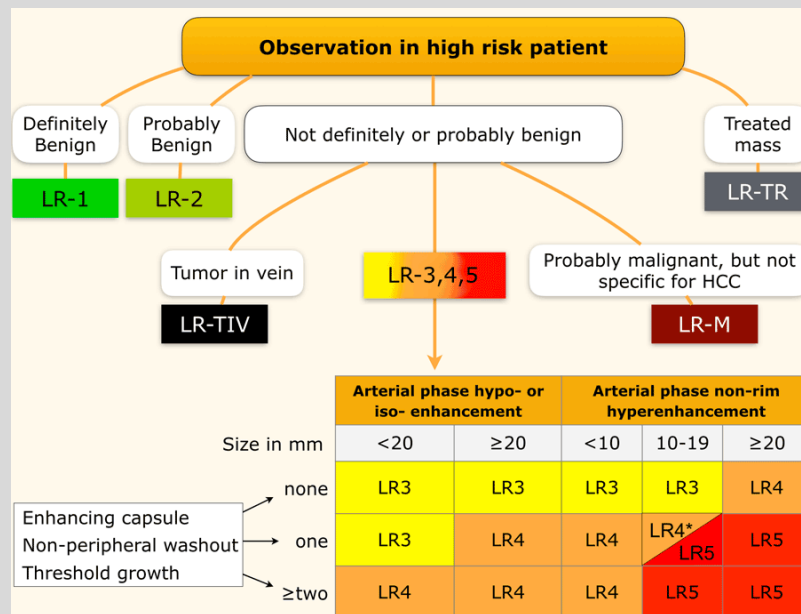 Observation in high risk patient
Definitely
Benign
Probably
Benign
Not definitely or probably benign
Treated
mass
LR-1
LR-2
LR-TR
Tumor in vein
LR-3,4,5
Probably malignant, but not
specific for HCC
LR-TIV
LR-M
Arterial phase hypo- or
iso- enhancement
Arterial phase non-rim
hyperenhancement
Size in mm <20 ≥20 <10 10-19 ≥20
none LR3 LR3 LR3 LR3 LR4
Enhancing capsule
Non-peripheral washout
Threshold growth
one LR3 LR4 LR4 LR4* LR5 LR5
≥two LR4 LR4 LR4 LR5 LR5